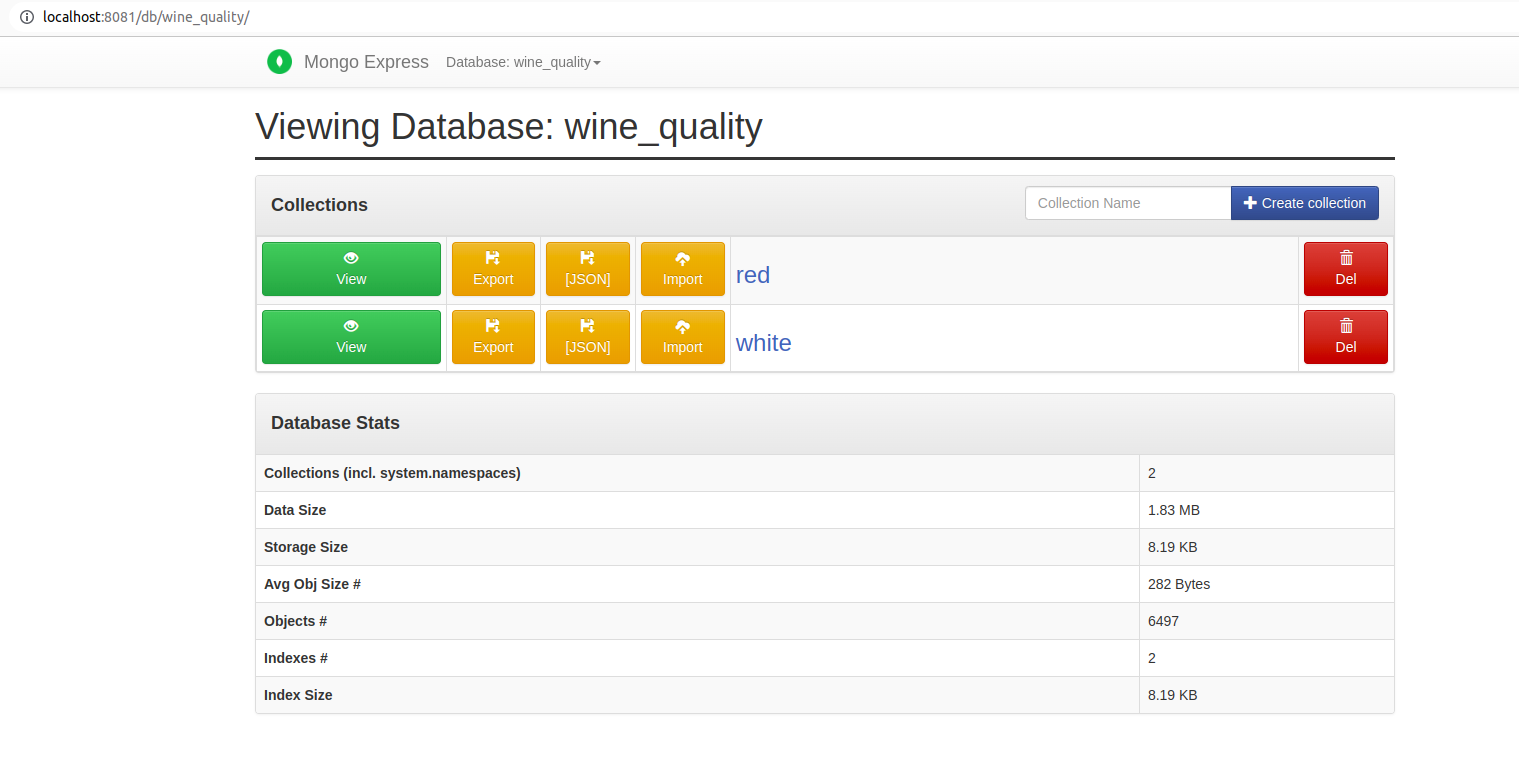 localhost:8081/db/wine_quality/
Mongo Express Database: wine_quality
Viewing Database: wine_quality
Collections Collection Name Create collection
View Export [JSON] Import red Del
View Export [JSON] Import white Del
Database Stats
Collections (incl. system.namespaces) 2
Data Size 1.83 MB
Storage Size 8.19 KB
Avg Obj Size # 282 Bytes
Objects # 6497
Indexes # 2
Index Size 8.19 KB